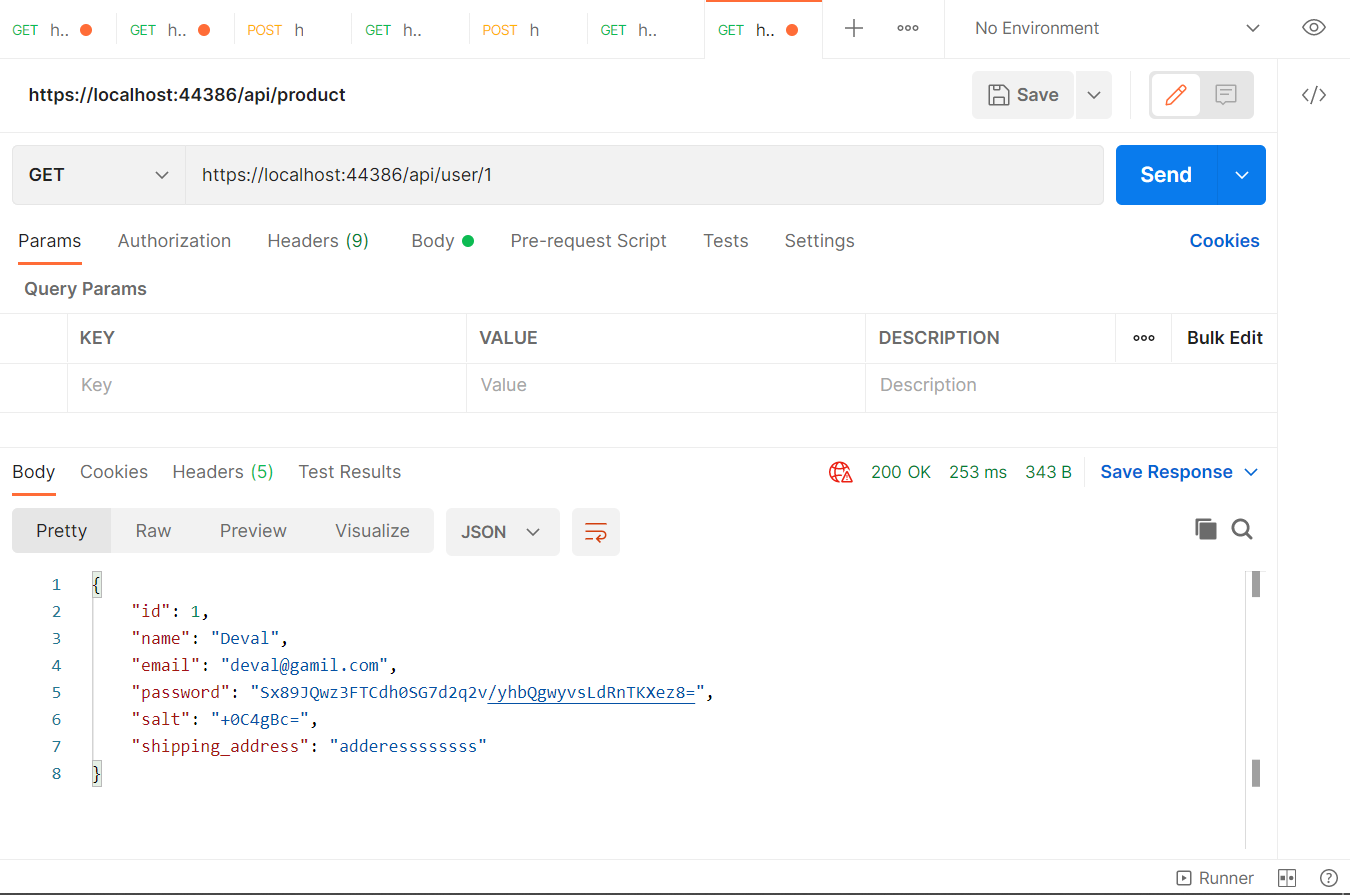 GET h.. GET h.. POST h GET h.. POST h GET h.. GET h.. No Environment
https://localhost:44386/api/product Save
GET https://localhost:44386/api/user/1 Send
Params Authorization Headers (9) Body Pre-request Script Tests Settings Cookies
Query Params
KEY VALUE DESCRIPTION Bulk Edit
Key Value Description
Body Cookies Headers (5) Test Results 200 OK 253 ms 343 B Save Response
Pretty Raw Preview Visualize JSON
1 {
2 "id": 1,
3 "name": "Deval",
4 "email": "deval@gamil.com",
5 "password": "Sx89JQwz3FTCdh0SG7d2q2v/yhbQgwyvsLdRnTKXez8=",
6 "salt": "+0C4gBc=",
7 "shipping_address": "adderessssssss"
8 }
Runner